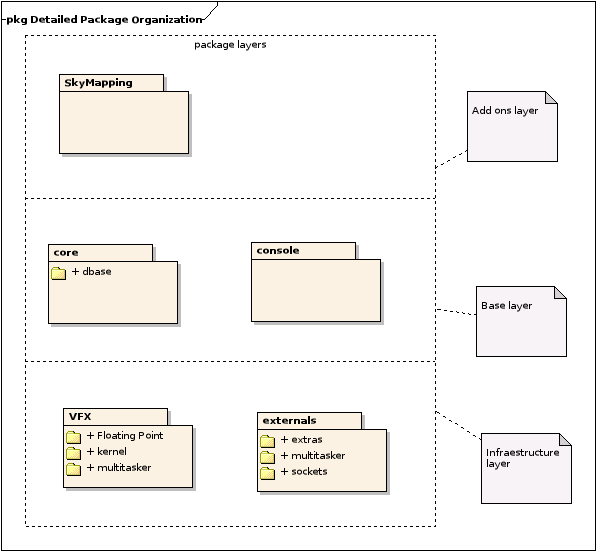 pkg Detailed Package Organization
package layers
SkyMapping
Add ons layer
core
+ dbase
console
Base layer
VFX
+ Floating Point
+ kernel
+ multitasker
externals
+ extras
+ multitasker
+ sockets
Infraestructure
layer